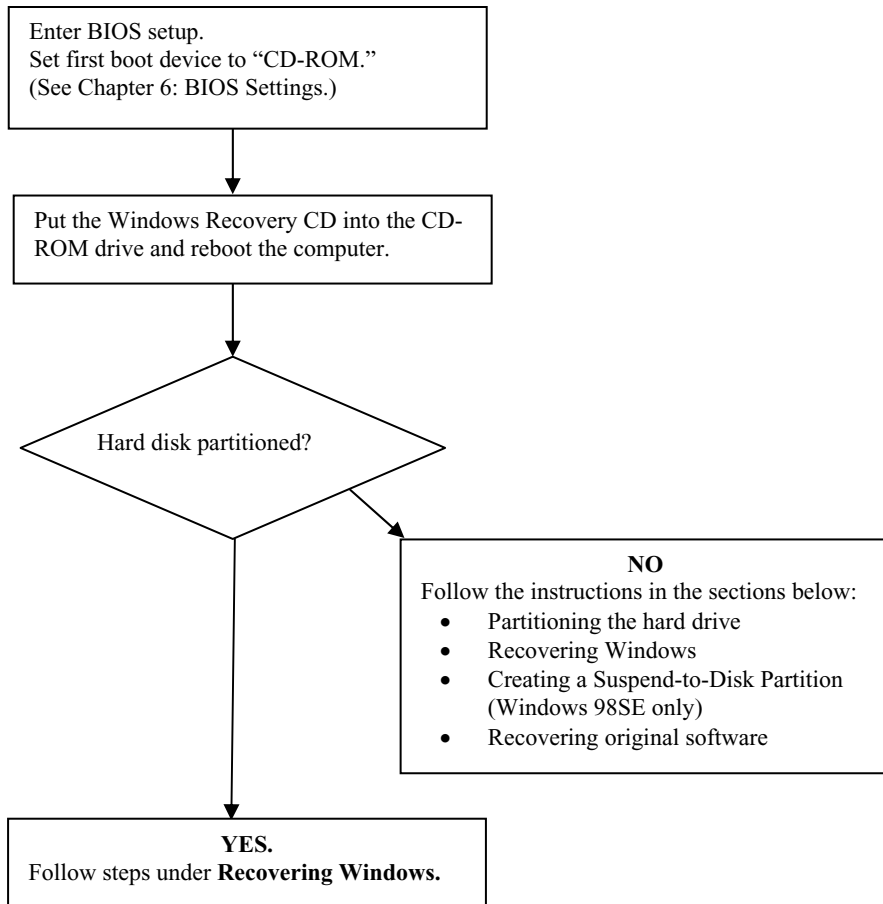 Enter BIOS setup.
Set first boot device to “CD-ROM.”
(See Chapter 6: BIOS Settings.)
Put the Windows Recovery CD into the CD-
ROM drive and reboot the computer.
Hard disk partitioned?
NO
Follow the instructions in the sections below:
• Partitioning the hard drive
• Recovering Windows
• Creating a Suspend-to-Disk Partition
(Windows 98SE only)
• Recovering original software
YES.
Follow steps under Recovering Windows.